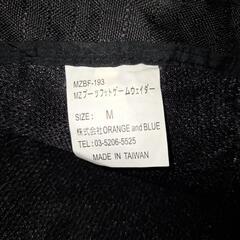 MZBF-193
MZブーツフットゲームウェイダー
SIZE: M
株式会社ORANGE and BLUE
TEL: 03-5206-5525
MADE IN TAIWAN